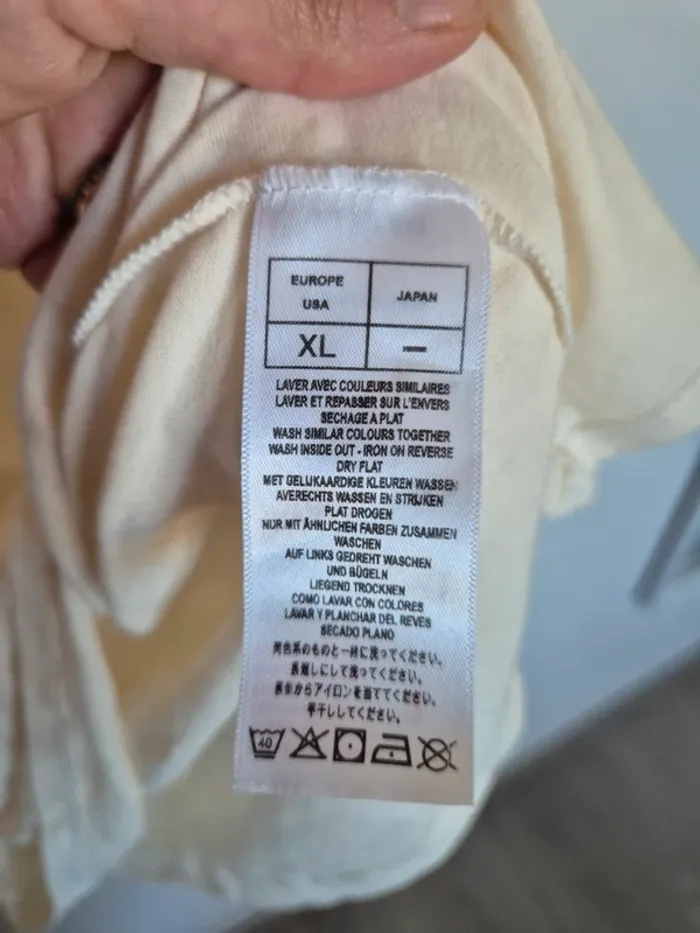 EUROPE
USA
JAPAN
XL
—
LAVER AVEC COULEURS SIMILAIRES
LAVER ET REPASSER SUR L'ENVERS
SECHAGE A PLAT
WASH SIMILAR COLOURS TOGETHER
WASH INSIDE OUT - IRON ON REVERSE
DRY FLAT
MET GELIJKAARDIGE KLEUREN WASSEN
AVERECHTS WASSEN EN STRIJKEN
PLAT DROGEN
NUR MIT ÄHNLICHEN FARBEN ZUSAMMEN
WASCHEN
AUF LINKS GEDREHT WASCHEN
UND BÜGELN
LIEGEND TROCKNEN
COMO LAVAR CON COLORES
LAVAR Y PLANCHAR DEL REVES
SECADO PLANO
同色系のものと一緒に洗ってください。
裏返しにして洗ってください。
裏側からアイロンを当ててください。
平干ししてください。
40